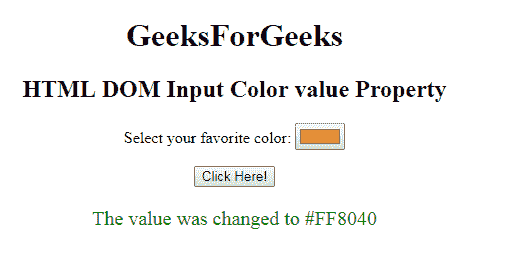 GeeksForGeeks
HTML DOM Input Color value Property
Select your favorite color:
Click Here!
The value was changed to #FF8040